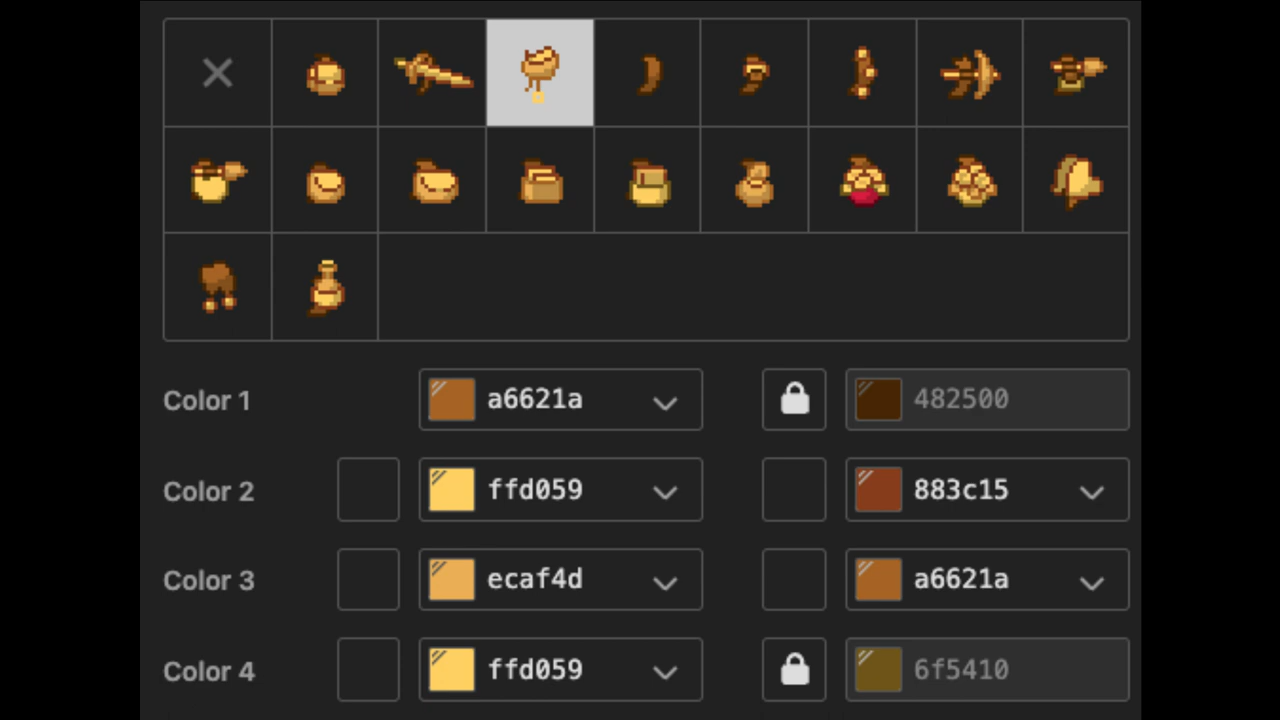 Color 1 a6621a 482500
Color 2 ffd059 883c15
Color 3 ecaf4d a6621a
Color 4 ffd059 6f5410